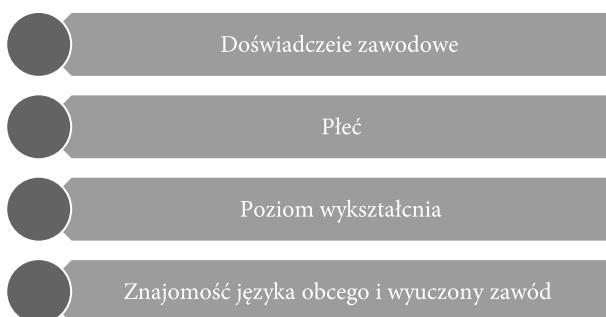 Doświadczeie zawodowe
Płeć
Poziom wykształcnia
Znajomość języka obcego i wyuczony zawód